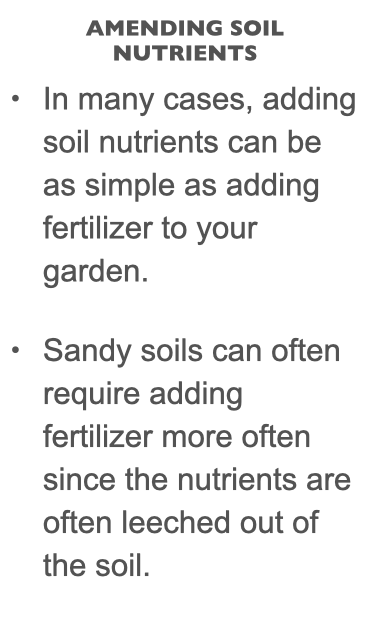 AMENDING SOIL
NUTRIENTS
• In many cases, adding
soil nutrients can be
as simple as adding
fertilizer to your
garden.
• Sandy soils can often
require adding
fertilizer more often
since the nutrients are
often leeched out of
the soil.